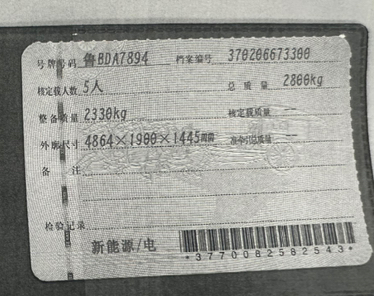 号牌号码 鲁BDA7894 档案编号 370206673300
核定载人数 5人 总质量 2800kg
整备质量 2330kg 核定载质量 --
外廓尺寸 4864×1900×1445mm 准牵引总质量 --
备注
检验记录
新能源/电
*3770082582543*